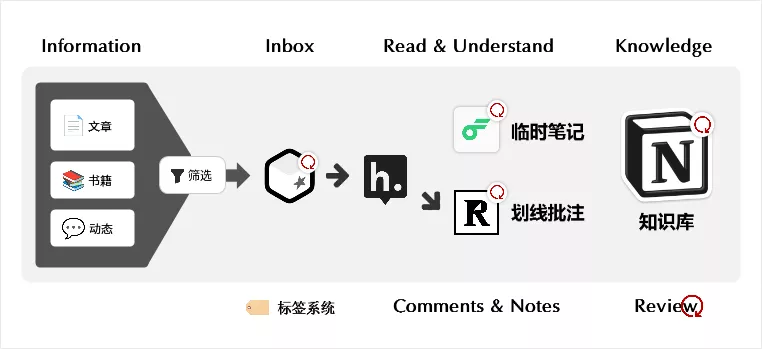 Information
Inbox
Read & Understand
Knowledge
文章
书籍
动态
筛选
h.
临时笔记
R
划线批注
N
知识库
标签系统
Comments & Notes
Review